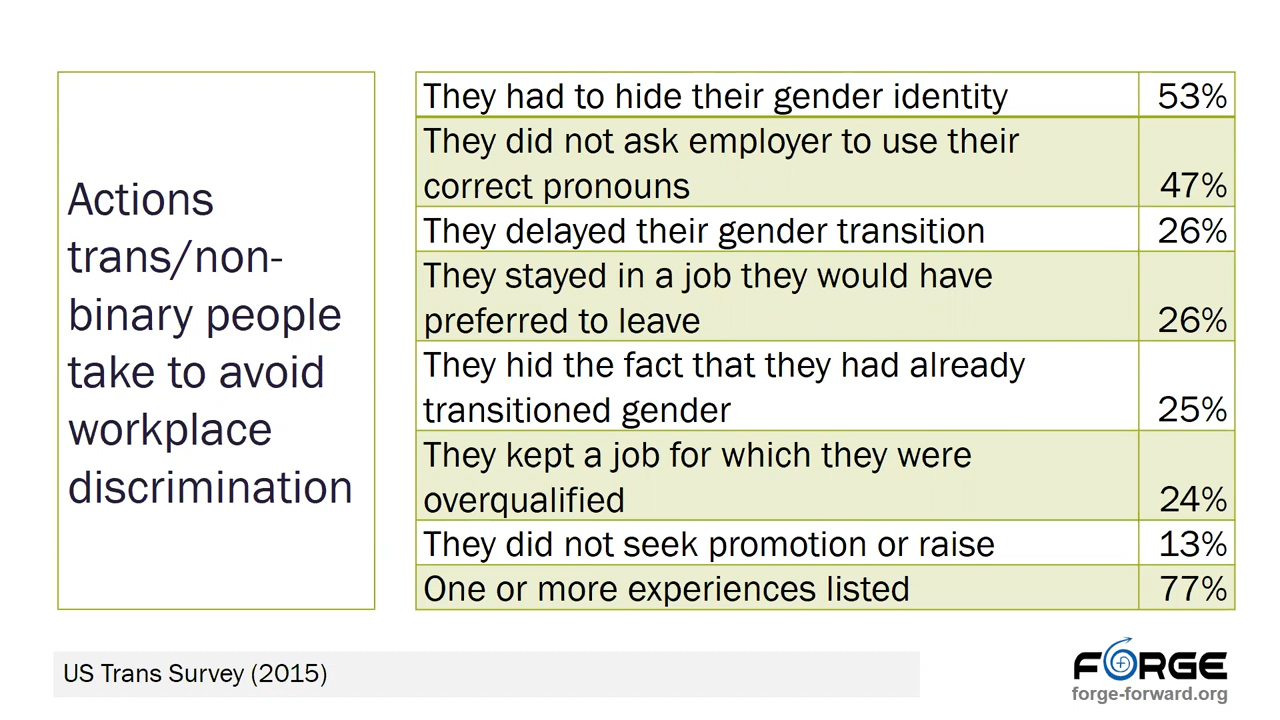 Actions
trans/non-
binary people
take to avoid
workplace
discrimination
They had to hide their gender identity 53%
They did not ask employer to use their
correct pronouns 47%
They delayed their gender transition 26%
They stayed in a job they would have
preferred to leave 26%
They hid the fact that they had already
transitioned gender 25%
They kept a job for which they were
overqualified 24%
They did not seek promotion or raise 13%
One or more experiences listed 77%
US Trans Survey (2015)
FORGE
forge-forward.org